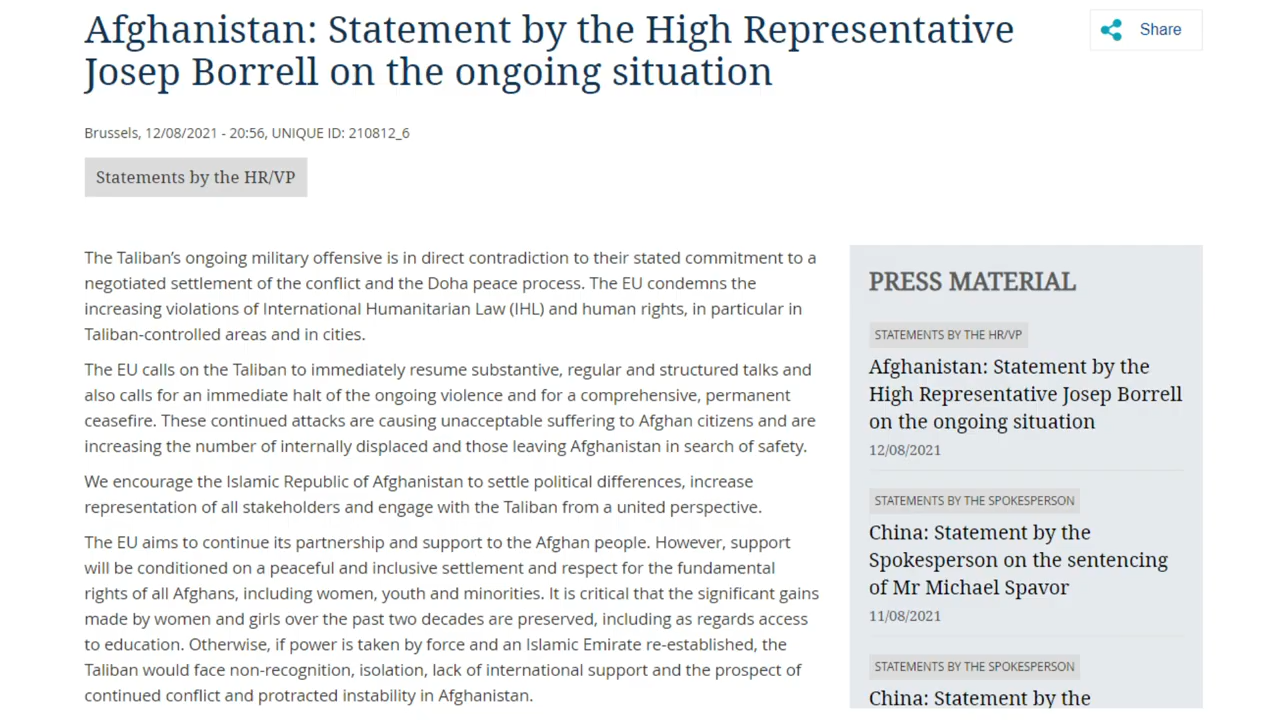 Afghanistan: Statement by the High Representative
Josep Borrell on the ongoing situation
Share
Brussels, 12/08/2021 - 20:56, UNIQUE ID: 210812_6
Statements by the HR/VP
The Taliban’s ongoing military offensive is in direct contradiction to their stated commitment to a
negotiated settlement of the conflict and the Doha peace process. The EU condemns the
increasing violations of International Humanitarian Law (IHL) and human rights, in particular in
Taliban-controlled areas and in cities.
The EU calls on the Taliban to immediately resume substantive, regular and structured talks and
also calls for an immediate halt of the ongoing violence and for a comprehensive, permanent
ceasefire. These continued attacks are causing unacceptable suffering to Afghan citizens and are
increasing the number of internally displaced and those leaving Afghanistan in search of safety.
We encourage the Islamic Republic of Afghanistan to settle political differences, increase
representation of all stakeholders and engage with the Taliban from a united perspective.
The EU aims to continue its partnership and support to the Afghan people. However, support
will be conditioned on a peaceful and inclusive settlement and respect for the fundamental
rights of all Afghans, including women, youth and minorities. It is critical that the significant gains
made by women and girls over the past two decades are preserved, including as regards access
to education. Otherwise, if power is taken by force and an Islamic Emirate re-established, the
Taliban would face non-recognition, isolation, lack of international support and the prospect of
continued conflict and protracted instability in Afghanistan.
PRESS MATERIAL
STATEMENTS BY THE HR/VP
Afghanistan: Statement by the
High Representative Josep Borrell
on the ongoing situation
12/08/2021
STATEMENTS BY THE SPOKESPERSON
China: Statement by the
Spokesperson on the sentencing
of Mr Michael Spavor
11/08/2021
STATEMENTS BY THE SPOKESPERSON
China: Statement by the